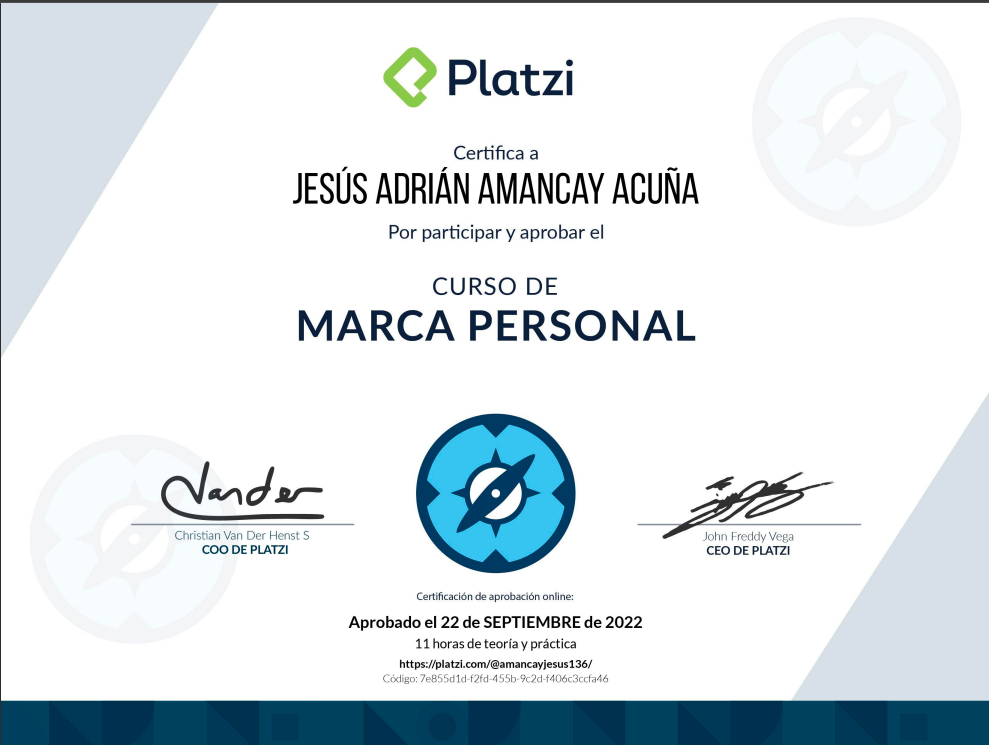 Platzi
Certifica a
JESÚS ADRIÁN AMANCAY ACUÑA
Por participar y aprobar el
CURSO DE
MARCA PERSONAL
Vander
Christian Van Der Henst S
COO DE PLATZI
John Freddy Vega
CEO DE PLATZI
Certificación de aprobación online:
Aprobado el 22 de SEPTIEMBRE de 2022
11 horas de teoría y práctica
https://platzi.com/@amancayjesus136/
Código: 7e855d1d-f2fd-455b-9c2d-f406c3ccfa46